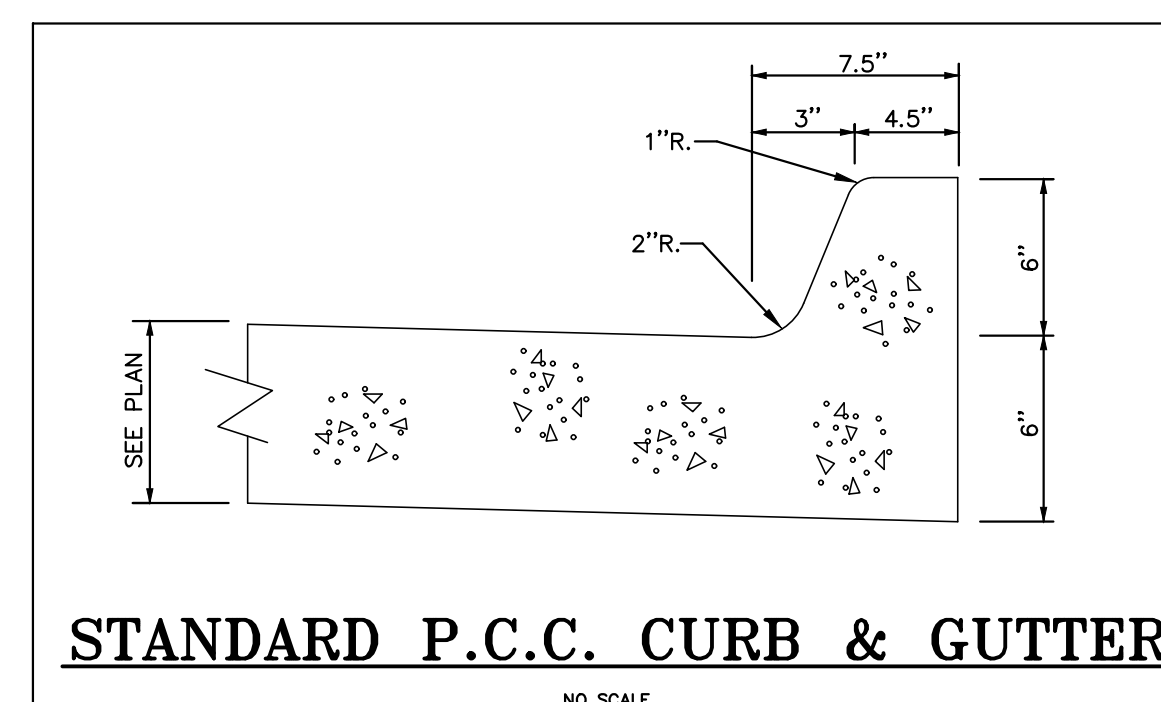 7.5”
3” 4.5”
1”R.
2”R.
6”
6”
SEE PLAN
STANDARD P.C.C. CURB & GUTTER
NO SCALE